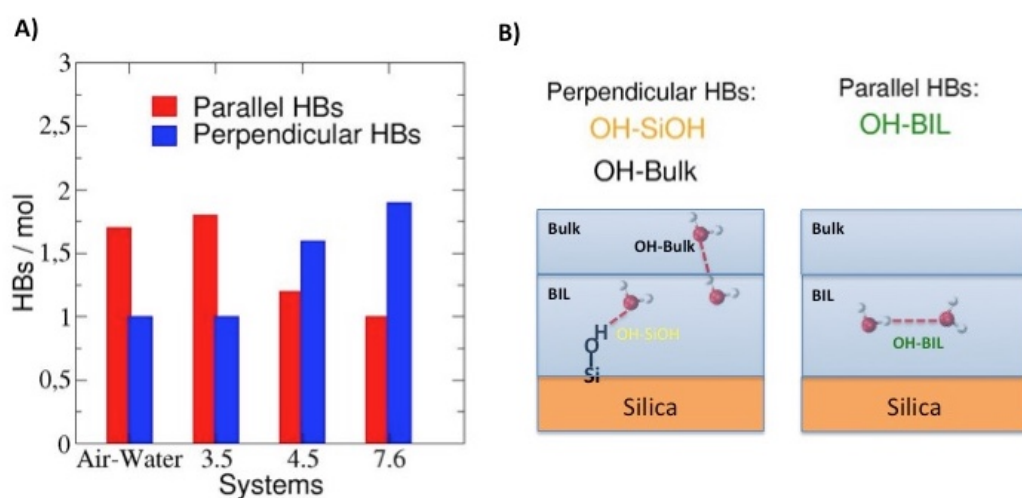 A)
3
2,5
2
1,5
1
0,5
0
HBs / mol
Parallel HBs
Perpendicular HBs
Air-Water 3.5 4.5 7.6
Systems
B)
Perpendicular HBs:
OH-SiOH
OH-Bulk
Bulk
OH-Bulk
BIL
H
OH-SiOH
O
Si
Silica
Parallel HBs:
OH-BIL
Bulk
BIL
OH-BIL
Silica